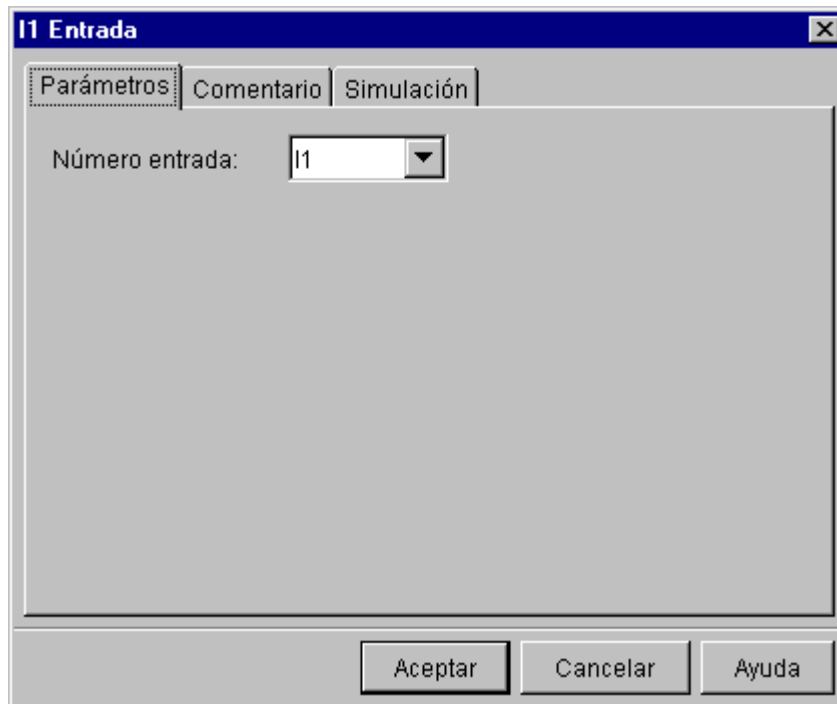 I1 Entrada
Parámetros Comentario Simulación
Número entrada: I1
Aceptar Cancelar Ayuda